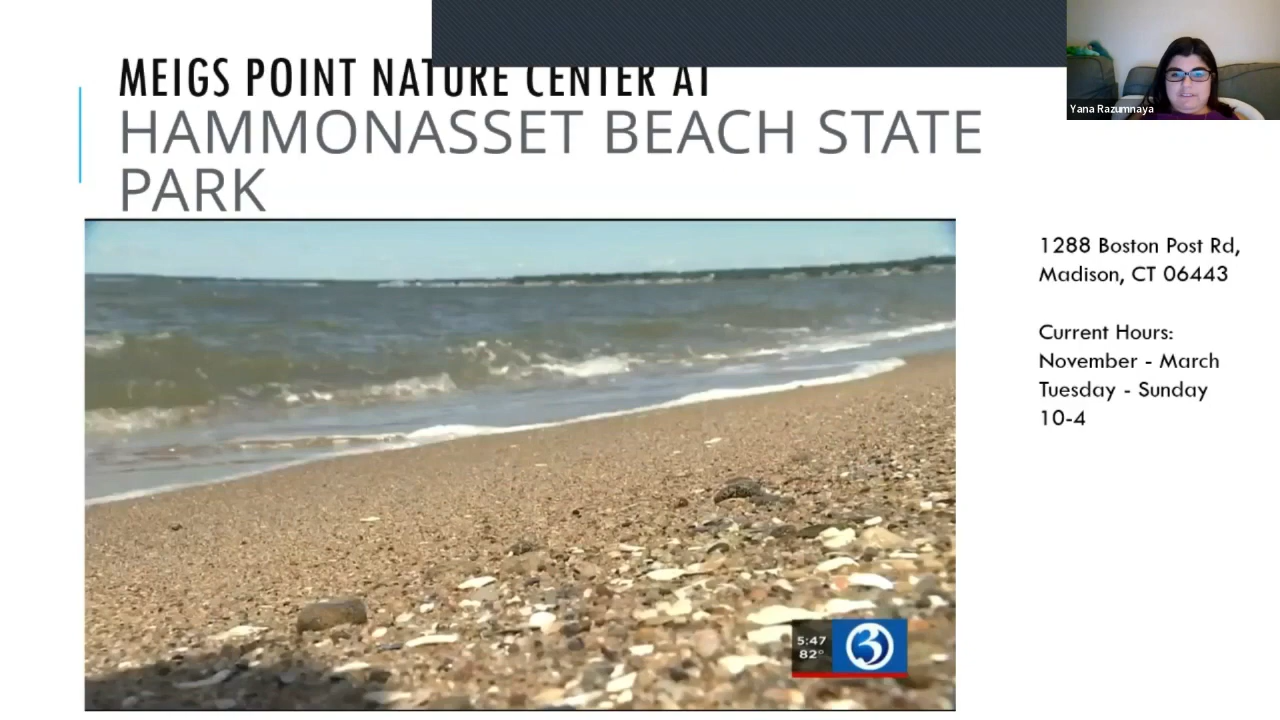 MEIGS POINT NATURE CENTER AT
HAMMONASSET BEACH STATE
PARK
Yana Razumnaya
1288 Boston Post Rd,
Madison, CT 06443
Current Hours:
November - March
Tuesday - Sunday
10-4
5:47
82°
3